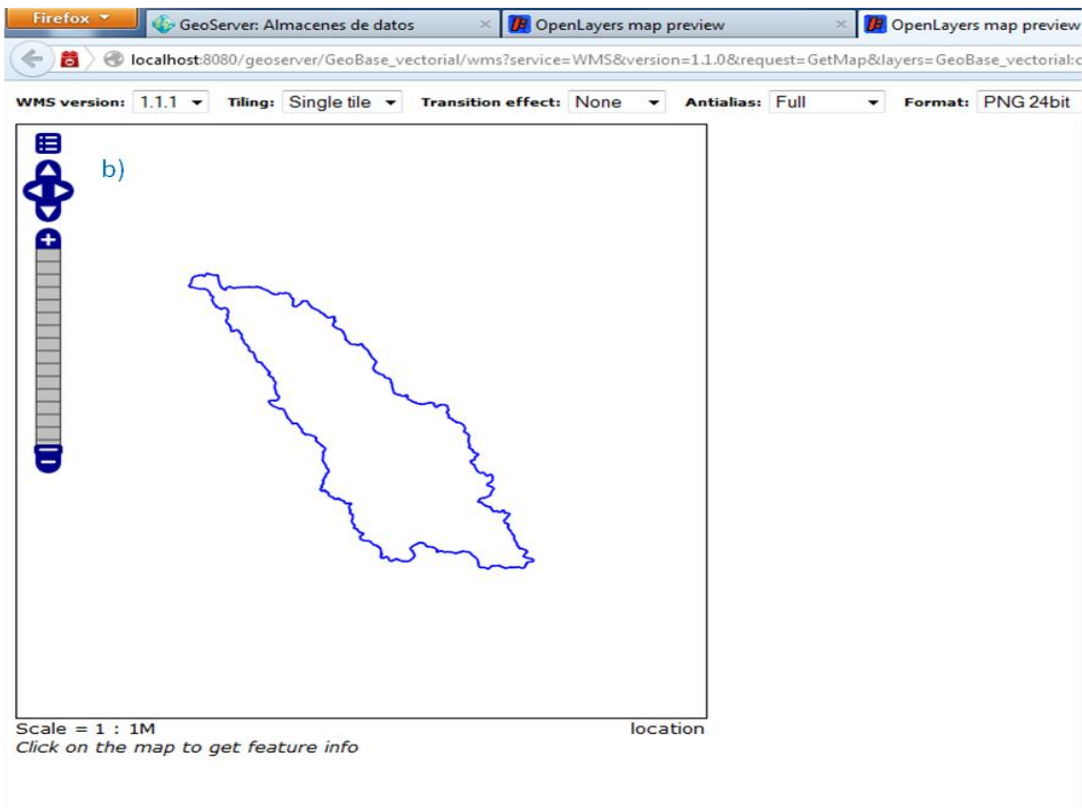 Firefox
GeoServer: Almacenes de datos
OpenLayers map preview
OpenLayers map preview
localhost:8080/geoserver/GeoBase_vectorial/wms?service=WMS&version=1.1.0&request=GetMap&layers=GeoBase_vectorial:c
WMS version: 1.1.1 Tiling: Single tile Transition effect: None Antialias: Full Format: PNG 24bit
b)
Scale = 1 : 1M location
Click on the map to get feature info